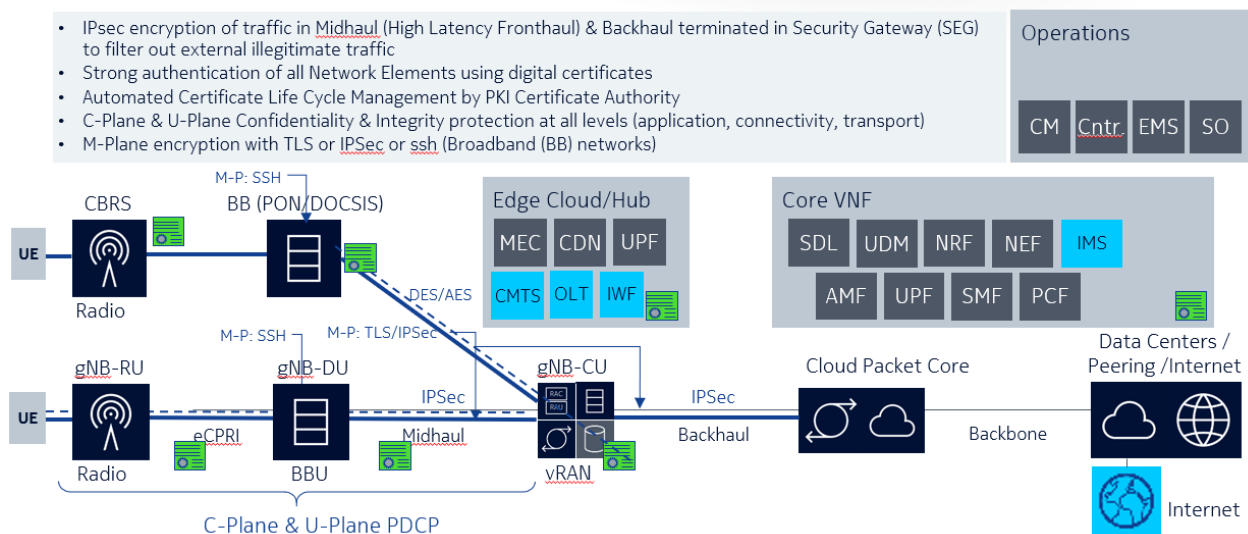 • IPsec encryption of traffic in Midhaul (High Latency Fronthaul) & Backhaul terminated in Security Gateway (SEG)
to filter out external illegitimate traffic
• Strong authentication of all Network Elements using digital certificates
• Automated Certificate Life Cycle Management by PKI Certificate Authority
• C-Plane & U-Plane Confidentiality & Integrity protection at all levels (application, connectivity, transport)
• M-Plane encryption with TLS or IPSec or ssh (Broadband (BB) networks)
Operations
CM
Cntr.
EMS
SO
M-P: SSH
CBRS
BB (PON/DOCSIS)
UE
Radio
DES/AES
Edge Cloud/Hub
MEC
CDN
UPF
CMTS
OLT
IWF
Core VNF
SDL
UDM
NRF
NEF
IMS
AMF
UPF
SMF
PCF
M-P: SSH
M-P: TLS/IPSec
gNB-RU
gNB-DU
gNB-CU
Cloud Packet Core
Data Centers /
Peering /Internet
UE
IPSec
RAC
RAU
IPSec
eCPRI
Midhaul
Backhaul
Backbone
Radio
BBU
vRAN
Internet
C-Plane & U-Plane PDCP